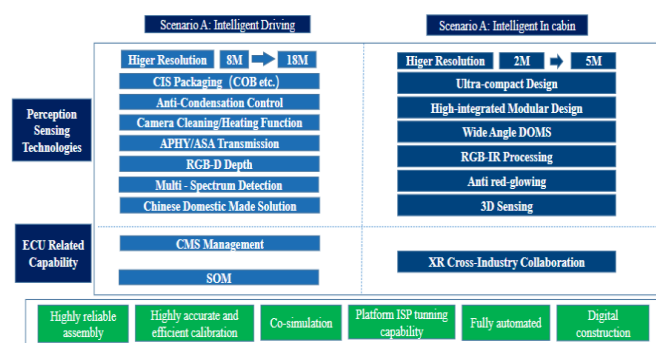 Scenario A: Intelligent Driving
Scenario A: Intelligent In cabin
Perception
Sensing
Technologies
Higer Resolution 8M 18M
CIS Packaging（COB etc.）
Anti-Condensation Control
Camera Cleaning/Heating Function
APHY/ASA Transmission
RGB-D Depth
Multi - Spectrum Detection
Chinese Domestic Made Solution
Higer Resolution 2M 5M
Ultra-compact Design
High-integrated Modular Design
Wide Angle DOMS
RGB-IR Processing
Anti red-glowing
3D Sensing
ECU Related
Capability
CMS Management
SOM
XR Cross-Industry Collaboration
Highly reliable
assembly
Highly accurate and
efficient calibration
Co-simulation
Platform ISP tunning
capability
Fully automated
Digital
construction